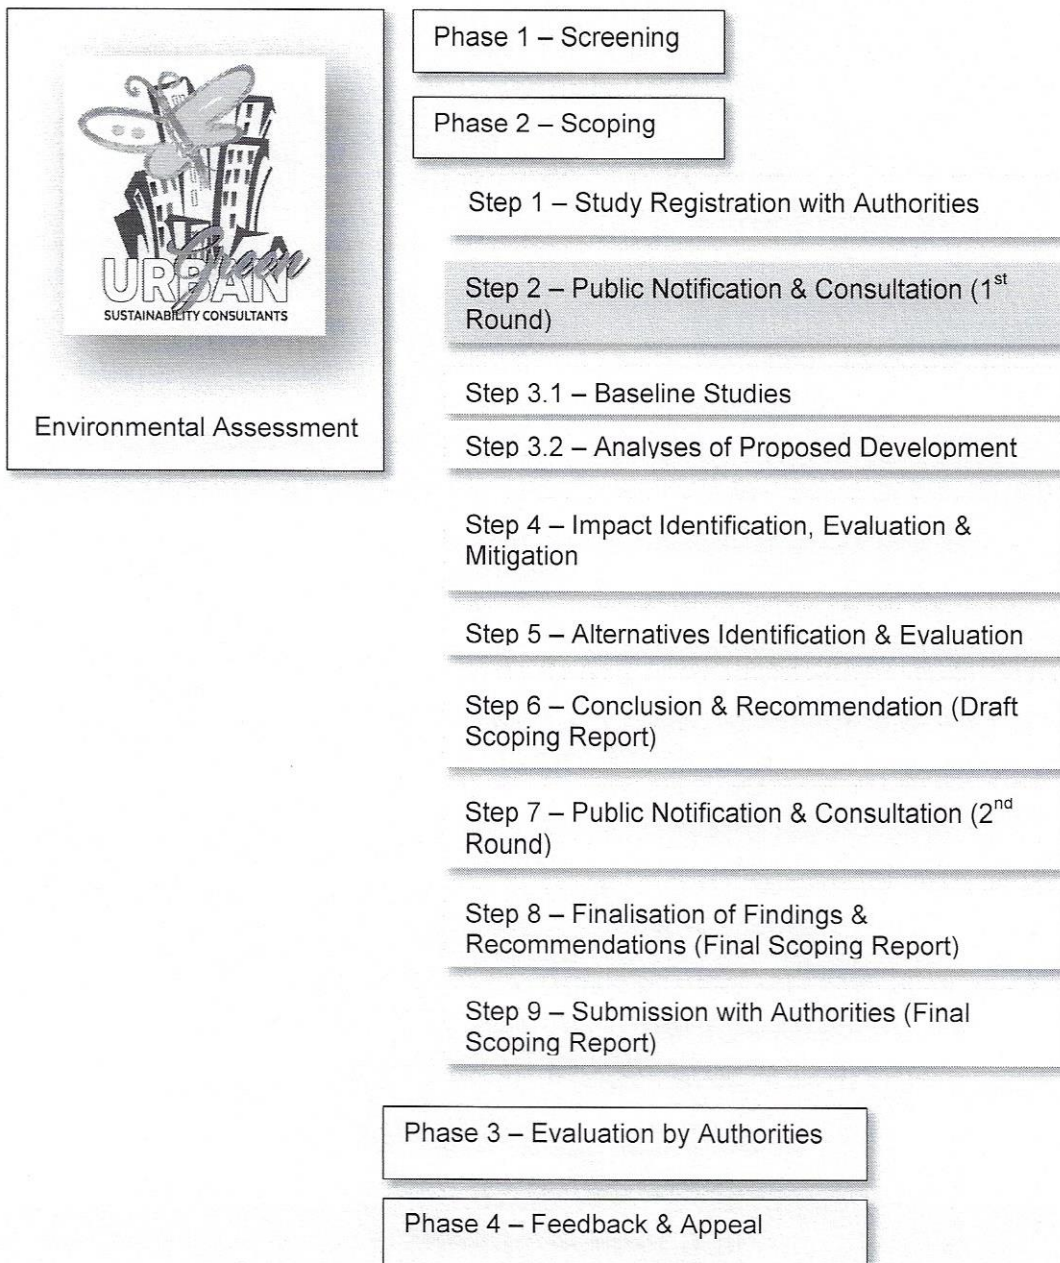 Green
URBAN
SUSTAINABILITY CONSULTANTS
Environmental Assessment
Phase 1 – Screening
Phase 2 – Scoping
Step 1 – Study Registration with Authorities
Step 2 – Public Notification & Consultation (1st
Round)
Step 3.1 – Baseline Studies
Step 3.2 – Analyses of Proposed Development
Step 4 – Impact Identification, Evaluation &
Mitigation
Step 5 – Alternatives Identification & Evaluation
Step 6 – Conclusion & Recommendation (Draft
Scoping Report)
Step 7 – Public Notification & Consultation (2nd
Round)
Step 8 – Finalisation of Findings &
Recommendations (Final Scoping Report)
Step 9 – Submission with Authorities (Final
Scoping Report)
Phase 3 – Evaluation by Authorities
Phase 4 – Feedback & Appeal